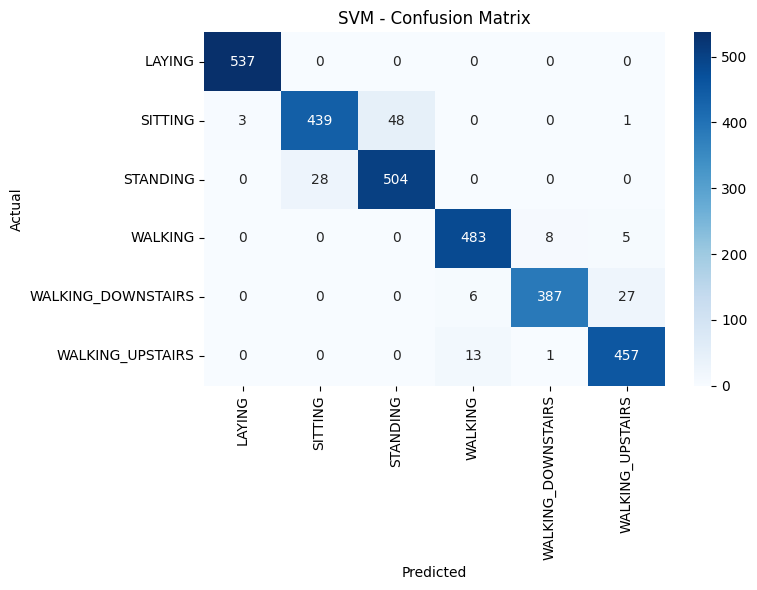 SVM - Confusion Matrix
LAYING 537 0 0 0 0 0
SITTING 3 439 48 0 0 1
STANDING 0 28 504 0 0 0
WALKING 0 0 0 483 8 5
WALKING_DOWNSTAIRS 0 0 0 6 387 27
WALKING_UPSTAIRS 0 0 0 13 1 457
Actual
LAYING
SITTING
STANDING
WALKING
WALKING_DOWNSTAIRS
WALKING_UPSTAIRS
Predicted
500
400
300
200
100
0